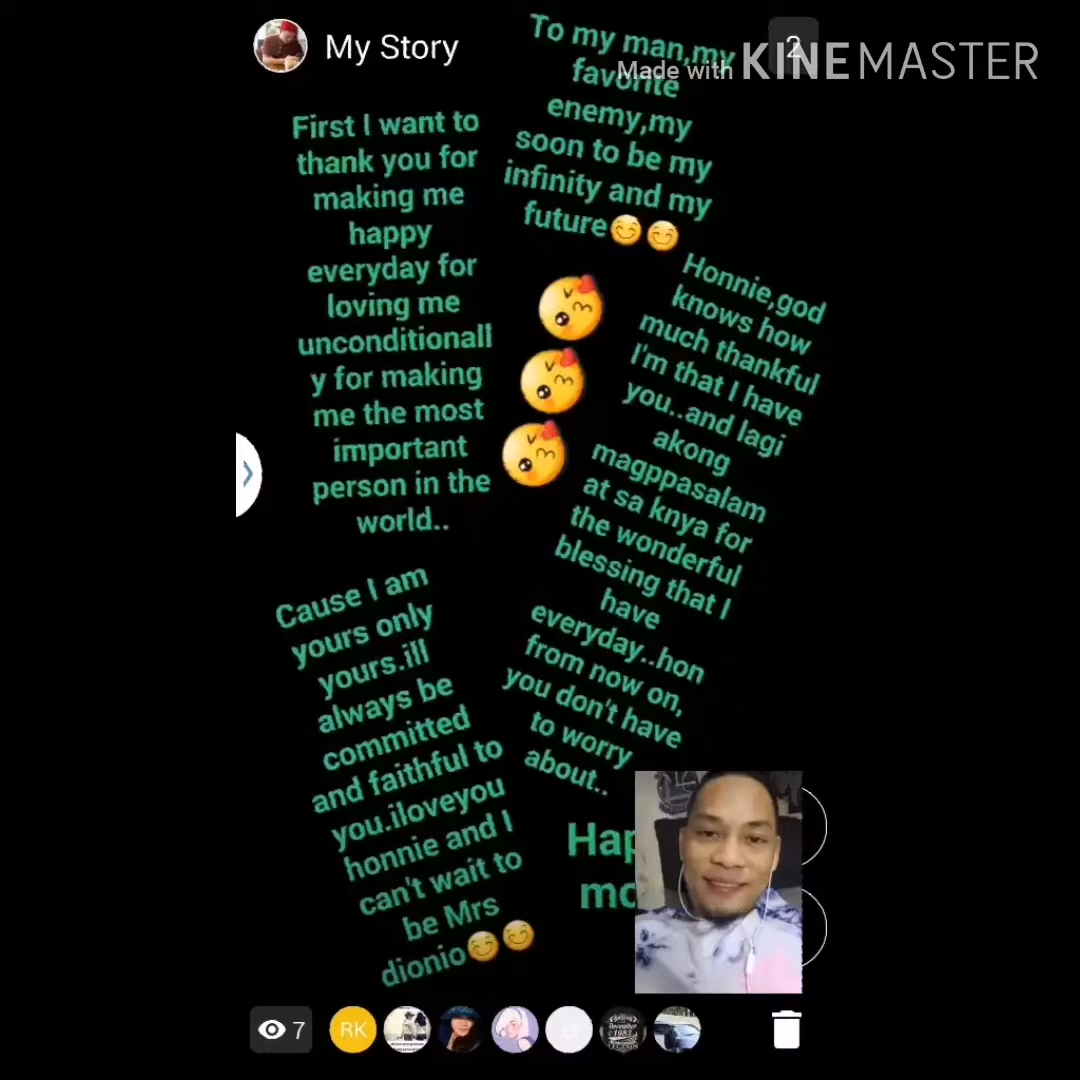 My Story
2
Made with KINEMASTER
To my man,my
favorite
enemy,my
soon to be my
infinity and my
future😊😊
First I want to
thank you for
making me
happy
everyday for
loving me
unconditionall
y for making
me the most
important
person in the
world..
Honnie,god
knows how
much thankful
I'm that I have
you..and lagi
akong
magppasalam
at sa knya for
the wonderful
blessing that I
have
everyday..hon
from now on,
you don't have
to worry
about..
Cause I am
yours only
yours.ill
always be
committed
and faithful to
you.iloveyou
honnie and I
can't wait to
be Mrs
dionio😊😊
7
RK